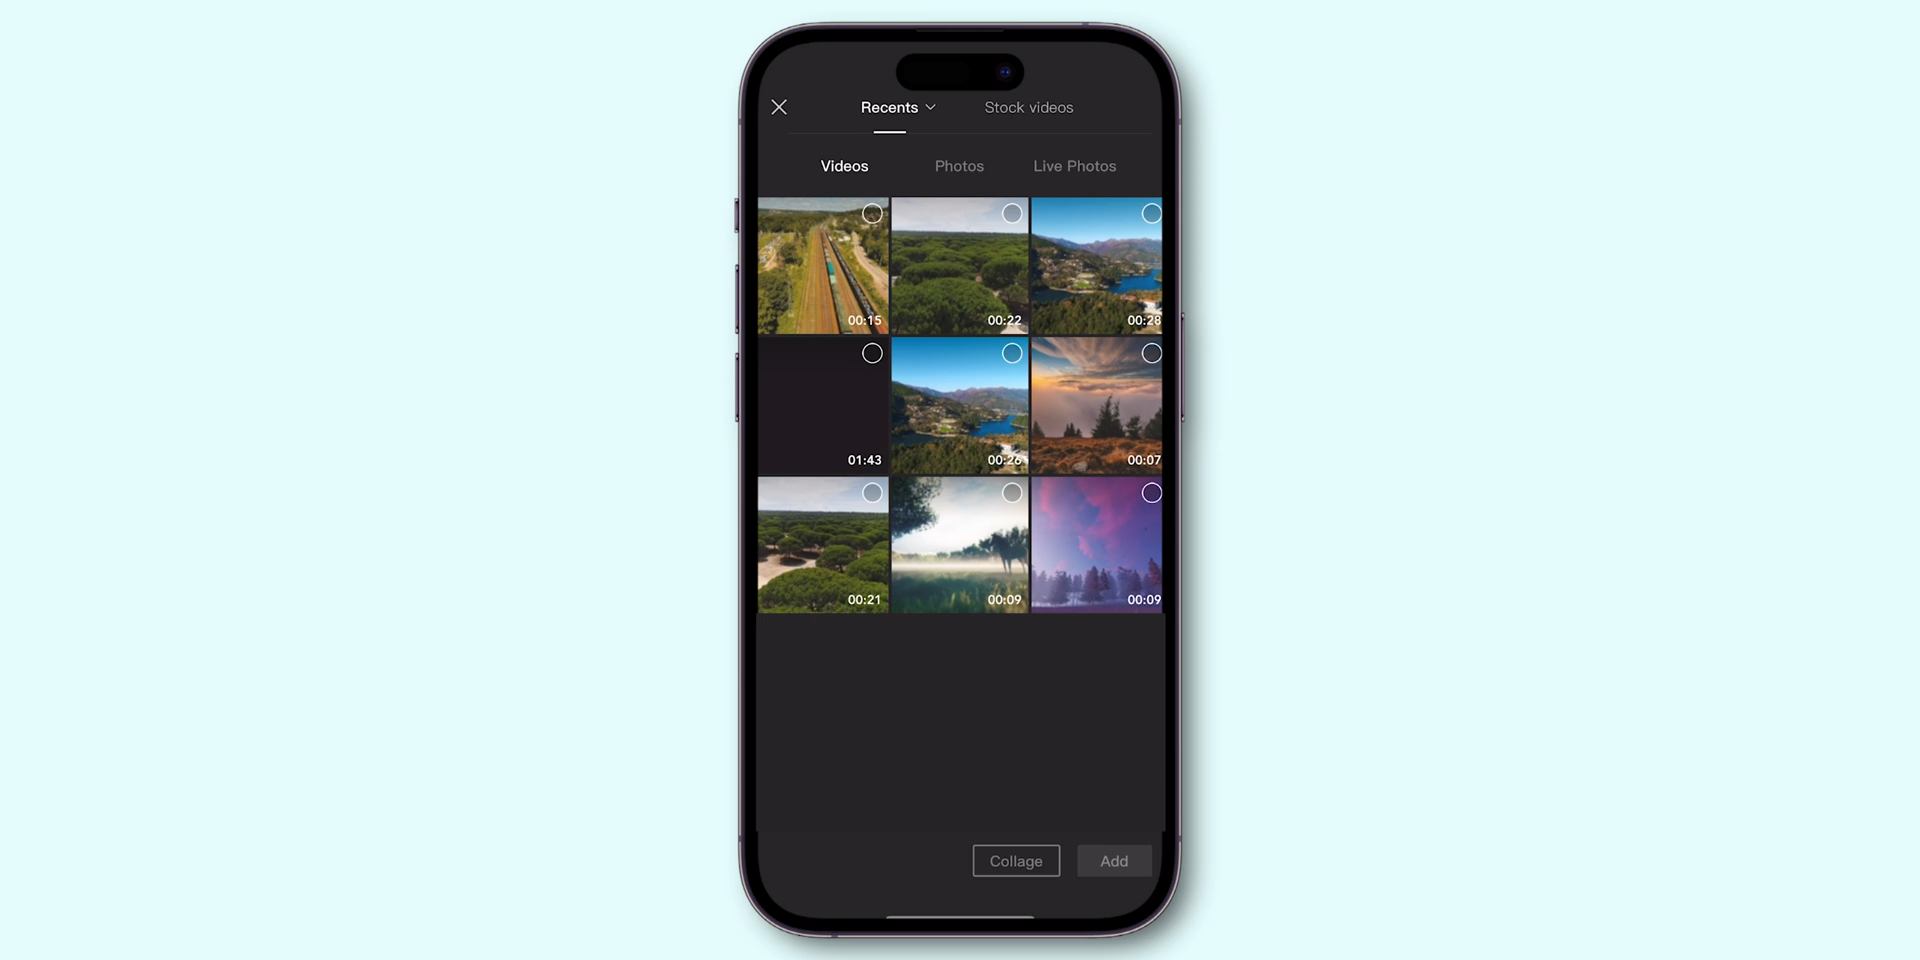 Recents
Stock videos
Videos
Photos
Live Photos
00:15
00:22
00:28
01:43
00:26
00:07
00:21
00:09
00:09
Collage
Add